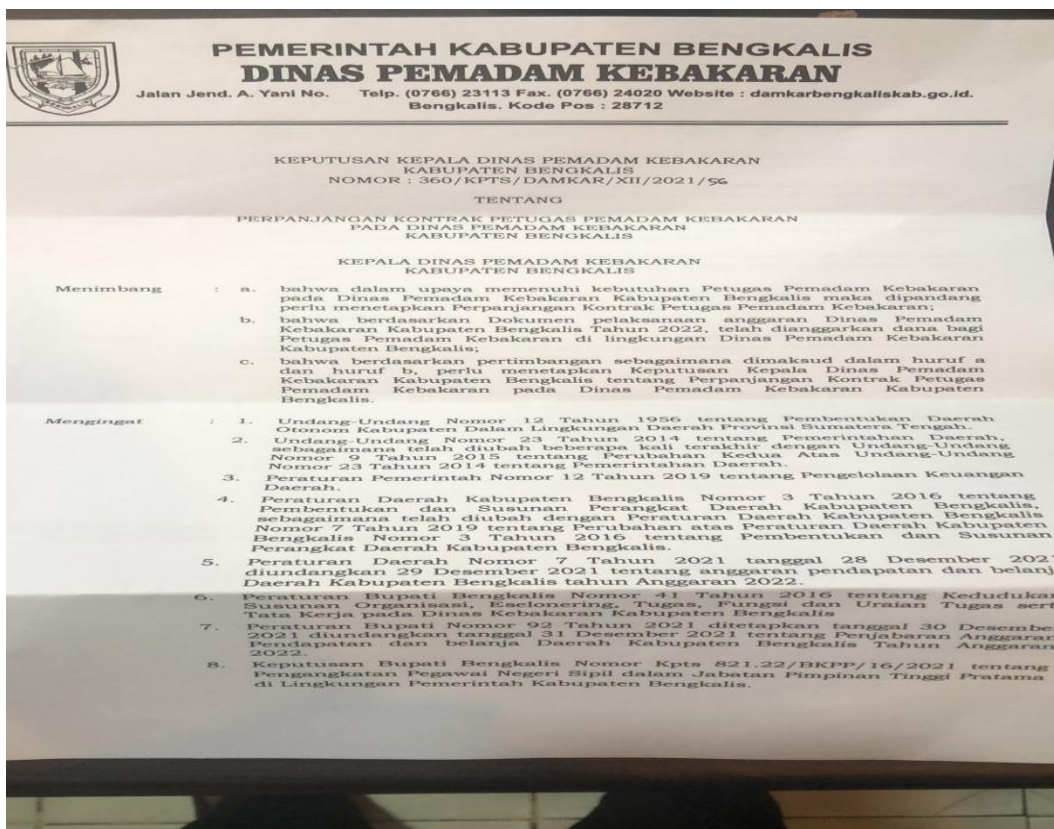 PEMERINTAH KABUPATEN BENGKALIS
DINAS PEMADAM KEBAKARAN
Jalan Jend. A. Yani No. Telp. (0766) 23113 Fax. (0766) 24020 Website : damkarbengkaliskab.go.id.
Bengkalis. Kode Pos : 28712
BENGKALIS
KEPUTUSAN KEPALA DINAS PEMADAM KEBAKARAN
KABUPATEN BENGKALIS
NOMOR : 360/KPTS/DAMKAR/XII/2021/56
TENTANG
PERPANJANGAN KONTRAK PETUGAS PEMADAM KEBAKARAN
PADA DINAS PEMADAM KEBAKARAN
KABUPATEN BENGKALIS
KEPALA DINAS PEMADAM KEBAKARAN
KABUPATEN BENGKALIS
Menimbang : a. bahwa dalam upaya memenuhi kebutuhan Petugas Pemadam Kebakaran
pada Dinas Pemadam Kebakaran Kabupaten Bengkalis maka dipandang
perlu menetapkan Perpanjangan Kontrak Petugas Pemadam Kebakaran;
b. bahwa berdasarkan Dokumen pelaksanaan anggaran Dinas Pemadam
Kebakaran Kabupaten Bengkalis Tahun 2022, telah dianggarkan dana bagi
Petugas Pemadam Kebakaran di lingkungan Dinas Pemadam Kebakaran
Kabupaten Bengkalis;
c. bahwa berdasarkan pertimbangan sebagaimana dimaksud dalam huruf a
dan huruf b, perlu menetapkan Keputusan Kepala Dinas Pemadam
Kebakaran Kabupaten Bengkalis tentang Perpanjangan Kontrak Petugas
Pemadam Kebakaran pada Dinas Pemadam Kebakaran Kabupaten
Bengkalis.
Mengingat : 1. Undang-Undang Nomor 12 Tahun 1956 tentang Pembentukan Daerah
Otonom Kabupaten Dalam Lingkungan Daerah Provinsi Sumatera Tengah.
2. Undang-Undang Nomor 23 Tahun 2014 tentang Pemerintahan Daerah,
sebagaimana telah diubah beberapa kali terakhir dengan Undang-Undang
Nomor 9 Tahun 2015 tentang Perubahan Kedua Atas Undang-Undang
Nomor 23 Tahun 2014 tentang Pemerintahan Daerah.
3. Peraturan Pemerintah Nomor 12 Tahun 2019 tentang Pengelolaan Keuangan
Daerah.
4. Peraturan Daerah Kabupaten Bengkalis Nomor 3 Tahun 2016 tentang
Pembentukan dan Susunan Perangkat Daerah Kabupaten Bengkalis,
sebagaimana telah diubah dengan Peraturan Daerah Kabupaten Bengkalis
Nomor 7 Tahun 2019 tentang Perubahan atas Peraturan Daerah Kabupaten
Bengkalis Nomor 3 Tahun 2016 tentang Pembentukan dan Susunan
Perangkat Daerah Kabupaten Bengkalis.
5. Peraturan Daerah Nomor 7 Tahun 2021 tanggal 28 Desember 202
diundangkan 29 Desember 2021 tentang anggaran pendapatan dan belanj
Daerah Kabupaten Bengkalis tahun Anggaran 2022.
6. Peraturan Bupati Bengkalis Nomor 41 Tahun 2016 tentang Kedudukan
Susunan Organisasi, Eselonering, Tugas, Fungsi dan Uraian Tugas sert
Tata Kerja pada Dinas Kebakaran Kabupaten Bengkalis
7. Peraturan Bupati Nomor 92 Tahun 2021 ditetapkan tanggal 30 Desembe
2021 diundangkan tanggal 31 Desember 2021 tentang Penjabaran Anggaran
Pendapatan dan belanja Daerah Kabupaten Bengkalis Tahun Anggaran
2022.
8. Keputusan Bupati Bengkalis Nomor Kpts 821.22/BKPP/16/2021 tentang
Pengangkatan Pegawai Negeri Sipil dalam Jabatan Pimpinan Tinggi Pratama
di Lingkungan Pemerintah Kabupaten Bengkalis.